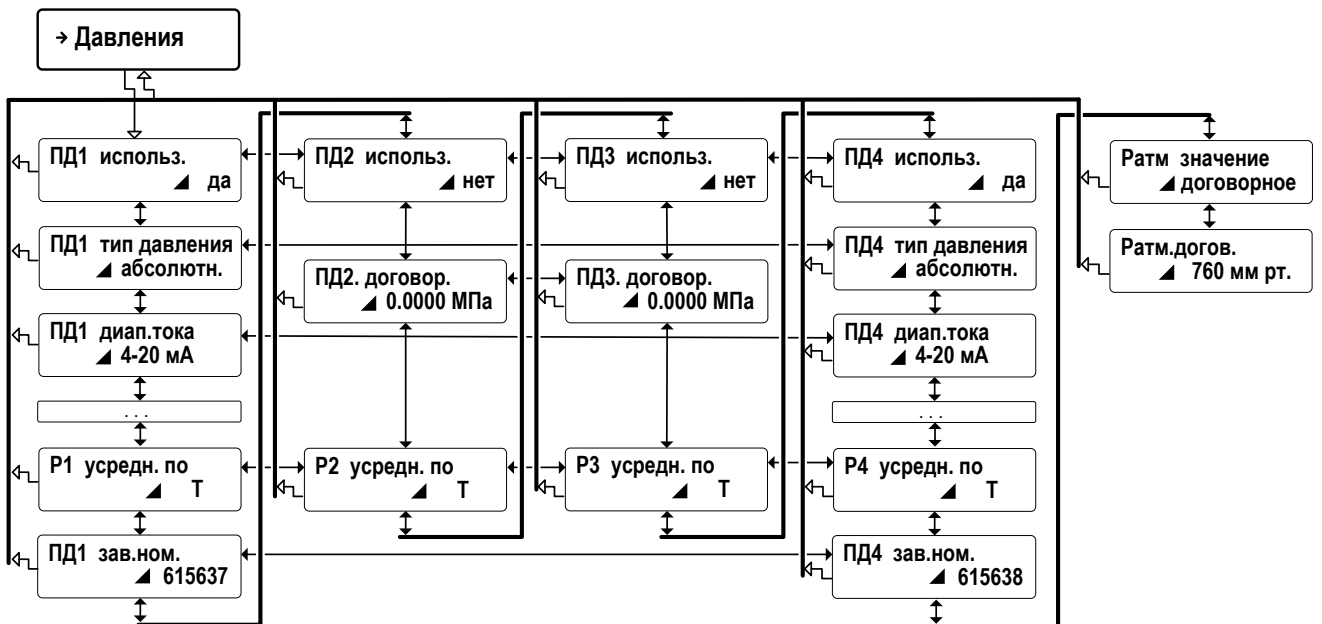 → Давления
ПД1 использ.
да
ПД1 тип давления
абсолютн.
ПД1 диап.тока
4-20 мА
. . .
Р1 усредн. по
Т
ПД1 зав.ном.
615637
ПД2 использ.
нет
ПД2. договор.
0.0000 МПа
Р2 усредн. по
Т
ПД3 использ.
нет
ПД3. договор.
0.0000 МПа
Р3 усредн. по
Т
ПД4 использ.
да
ПД4 тип давления
абсолютн.
ПД4 диап.тока
4-20 мА
. . .
Р4 усредн. по
Т
ПД4 зав.ном.
615638
Ратм значение
договорное
Ратм.догов.
760 мм рт.